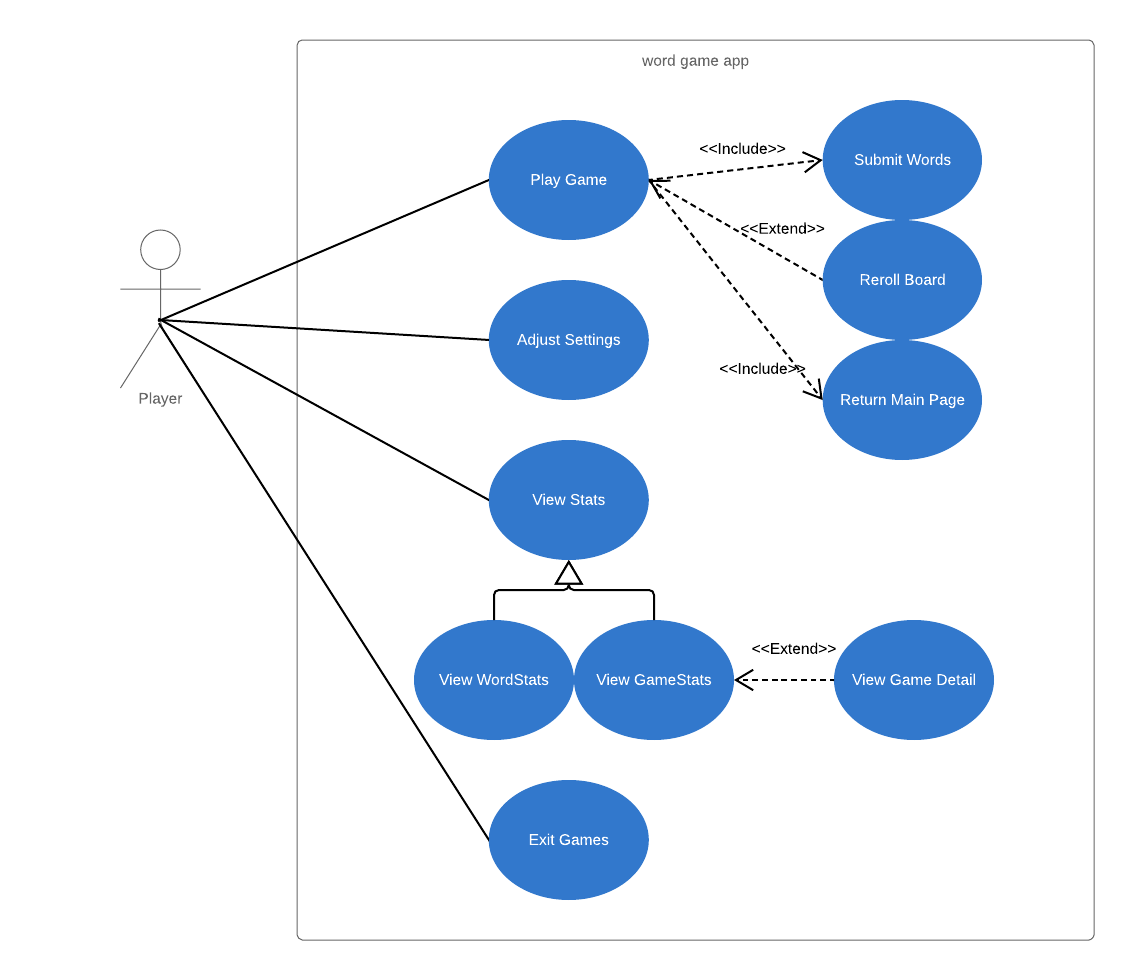 word game app
<<Include>>
Submit Words
Play Game
<<Extend>>
Reroll Board
Adjust Settings
<<Include>>
Return Main Page
Player
View Stats
<<Extend>>
View WordStats
View GameStats
View Game Detail
Exit Games